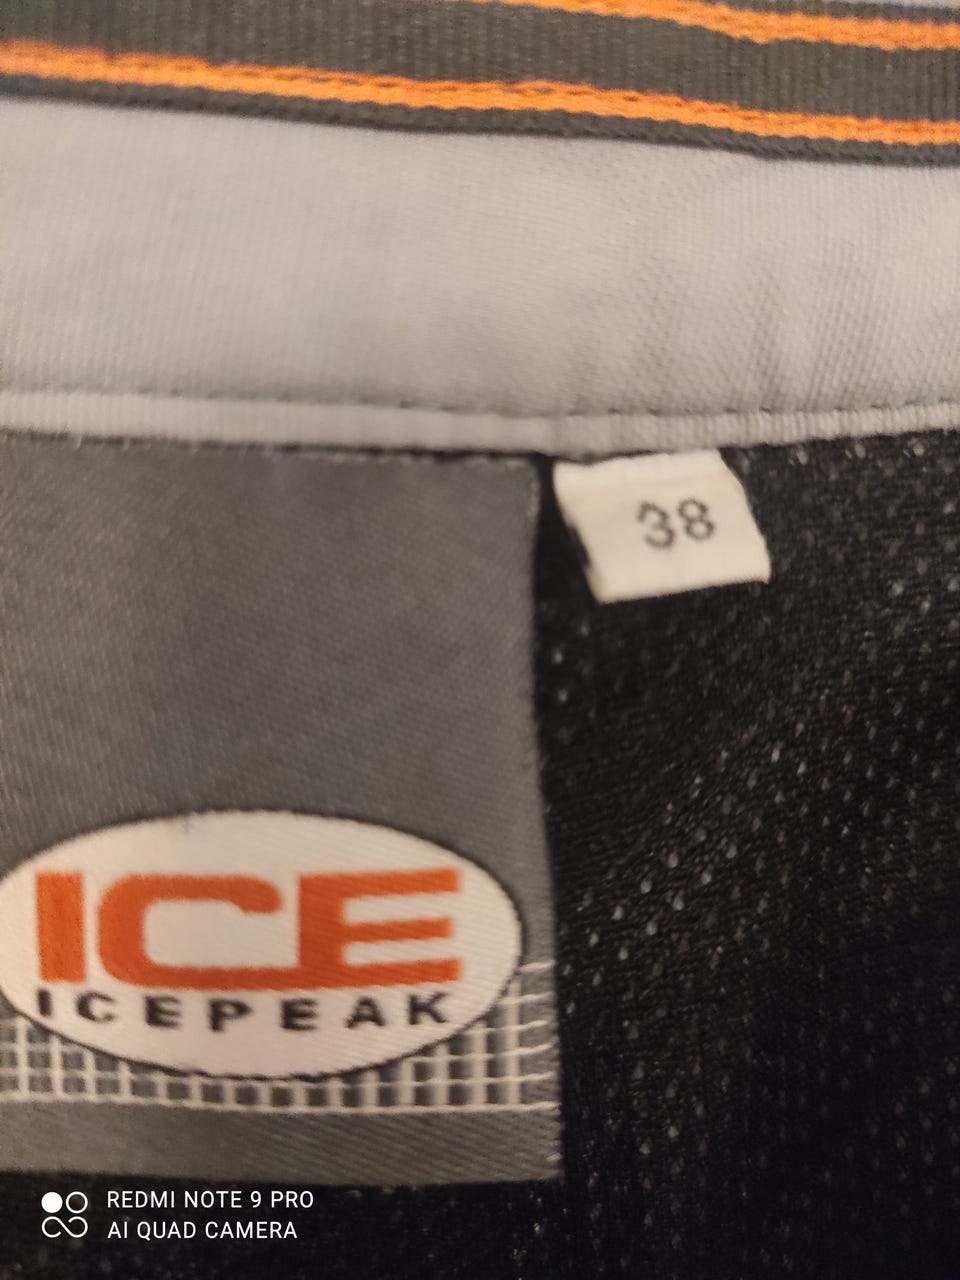 38
ICE
ICEPEAK
REDMI NOTE 9 PRO
AI QUAD CAMERA